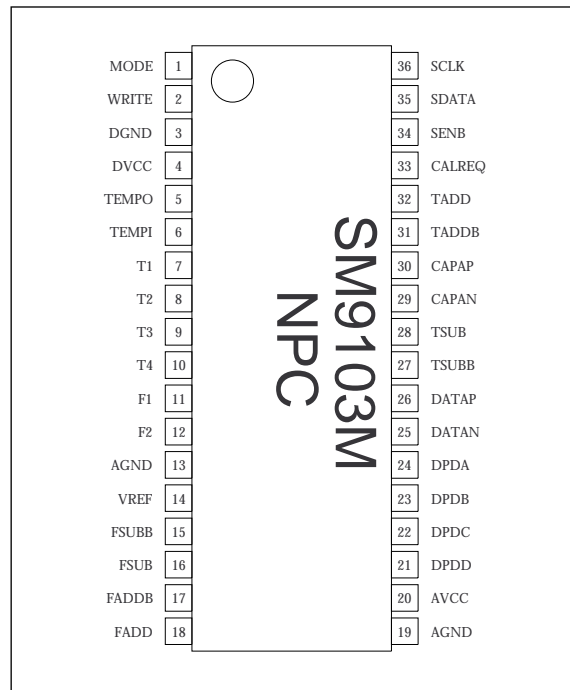 MODE 1 36 SCLK
WRITE 2 35 SDATA
DGND 3 34 SENB
DVCC 4 33 CALREQ
TEMPO 5 32 TADD
TEMPI 6 31 TADDB
T1 7 30 CAPAP
T2 8 29 CAPAN
T3 9 28 TSUB
T4 10 27 TSUBB
F1 11 26 DATAP
F2 12 25 DATAN
AGND 13 24 DPDA
VREF 14 23 DPDB
FSUBB 15 22 DPDC
FSUB 16 21 DPDD
FADDB 17 20 AVCC
FADD 18 19 AGND
SM9103M
NPC